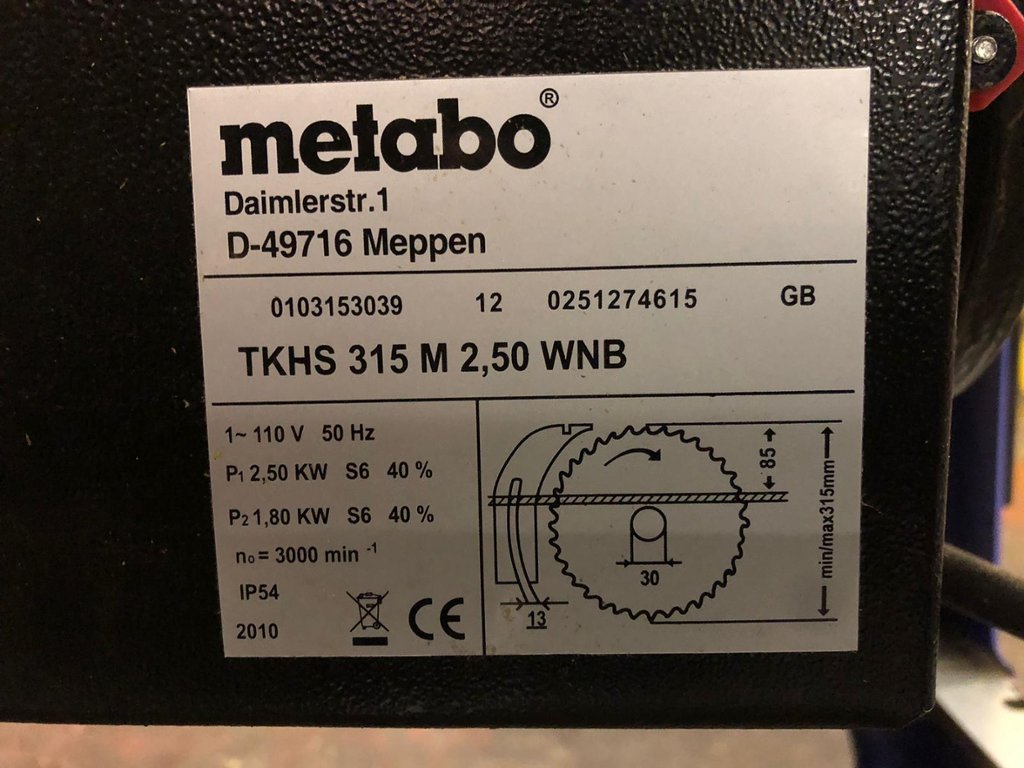 metabo®
Daimlerstr.1
D-49716 Meppen
0103153039 12 0251274615 GB
TKHS 315 M 2,50 WNB
1~ 110 V 50 Hz
P1 2,50 KW S6 40 %
P2 1,80 KW S6 40 %
no = 3000 min -1
IP54
2010
CE
85
min/max315mm
30
13